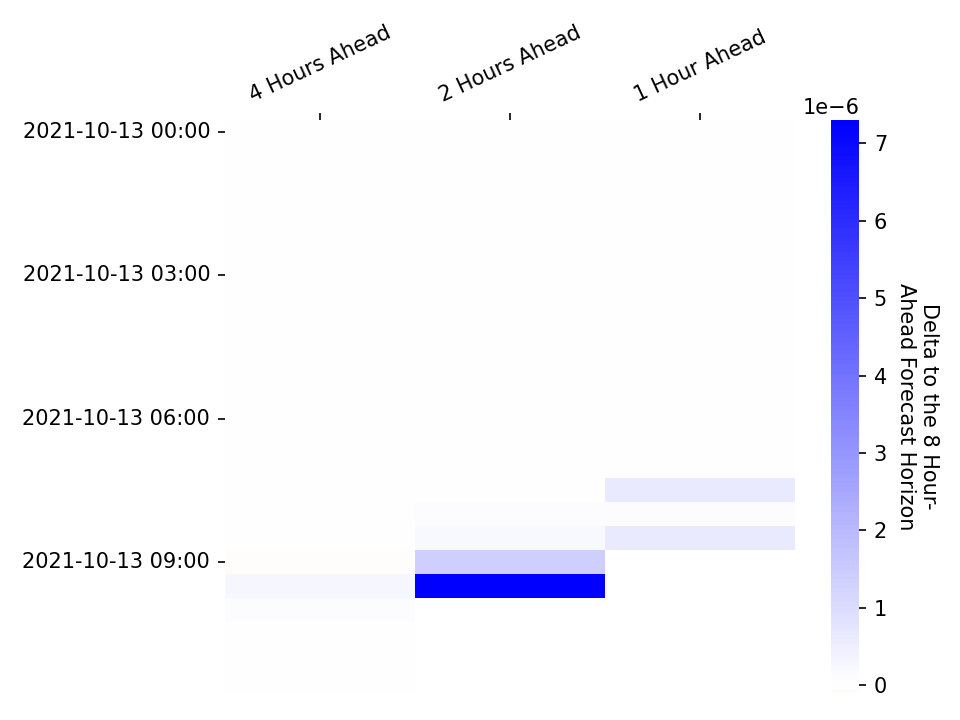 4 Hours Ahead
2 Hours Ahead
1 Hour Ahead
1e−6
2021-10-13 00:00
2021-10-13 03:00
2021-10-13 06:00
2021-10-13 09:00
7
6
5
4
3
2
1
0
Delta to the 8 Hour-
Ahead Forecast Horizon